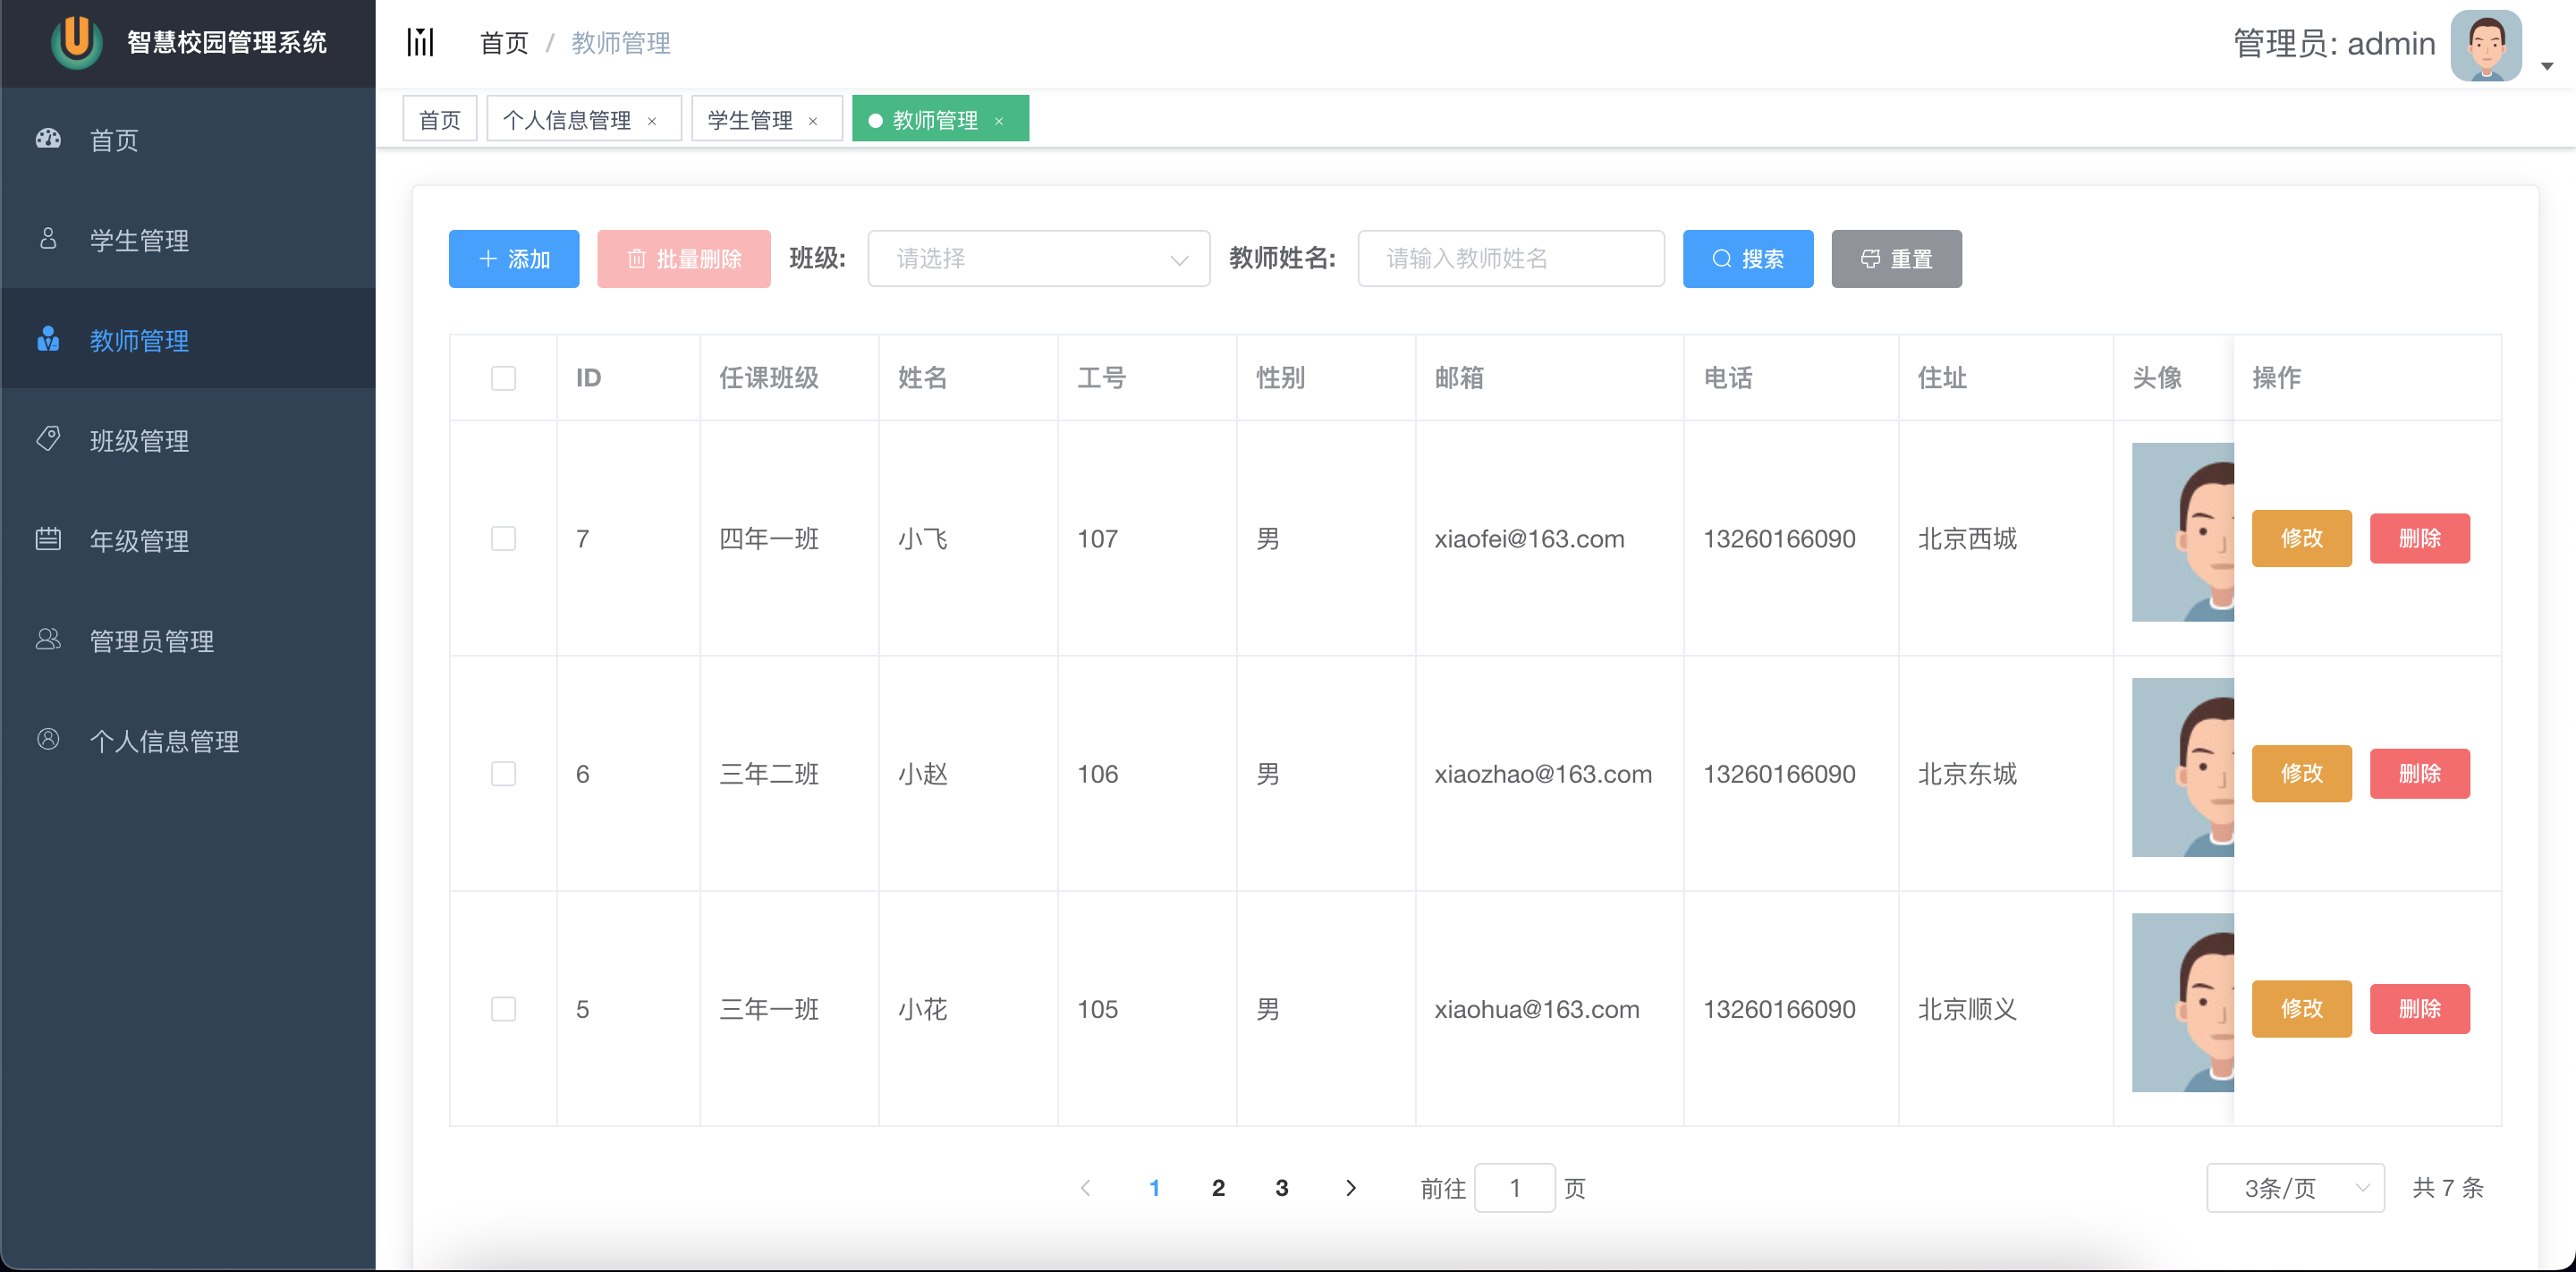 智慧校园管理系统
首页 / 教师管理
管理员: admin
首页
学生管理
教师管理
班级管理
年级管理
管理员管理
个人信息管理
首页 个人信息管理 × 学生管理 × 教师管理 ×
添加 批量删除 班级: 请选择 教师姓名: 请输入教师姓名 搜索 重置
ID 任课班级 姓名 工号 性别 邮箱 电话 住址 头像 操作
7 四年一班 小飞 107 男 xiaofei@163.com 13260166090 北京西城 修改 删除
6 三年二班 小赵 106 男 xiaozhao@163.com 13260166090 北京东城 修改 删除
5 三年一班 小花 105 男 xiaohua@163.com 13260166090 北京顺义 修改 删除
1 2 3 前往 1 页 3条/页 共 7 条